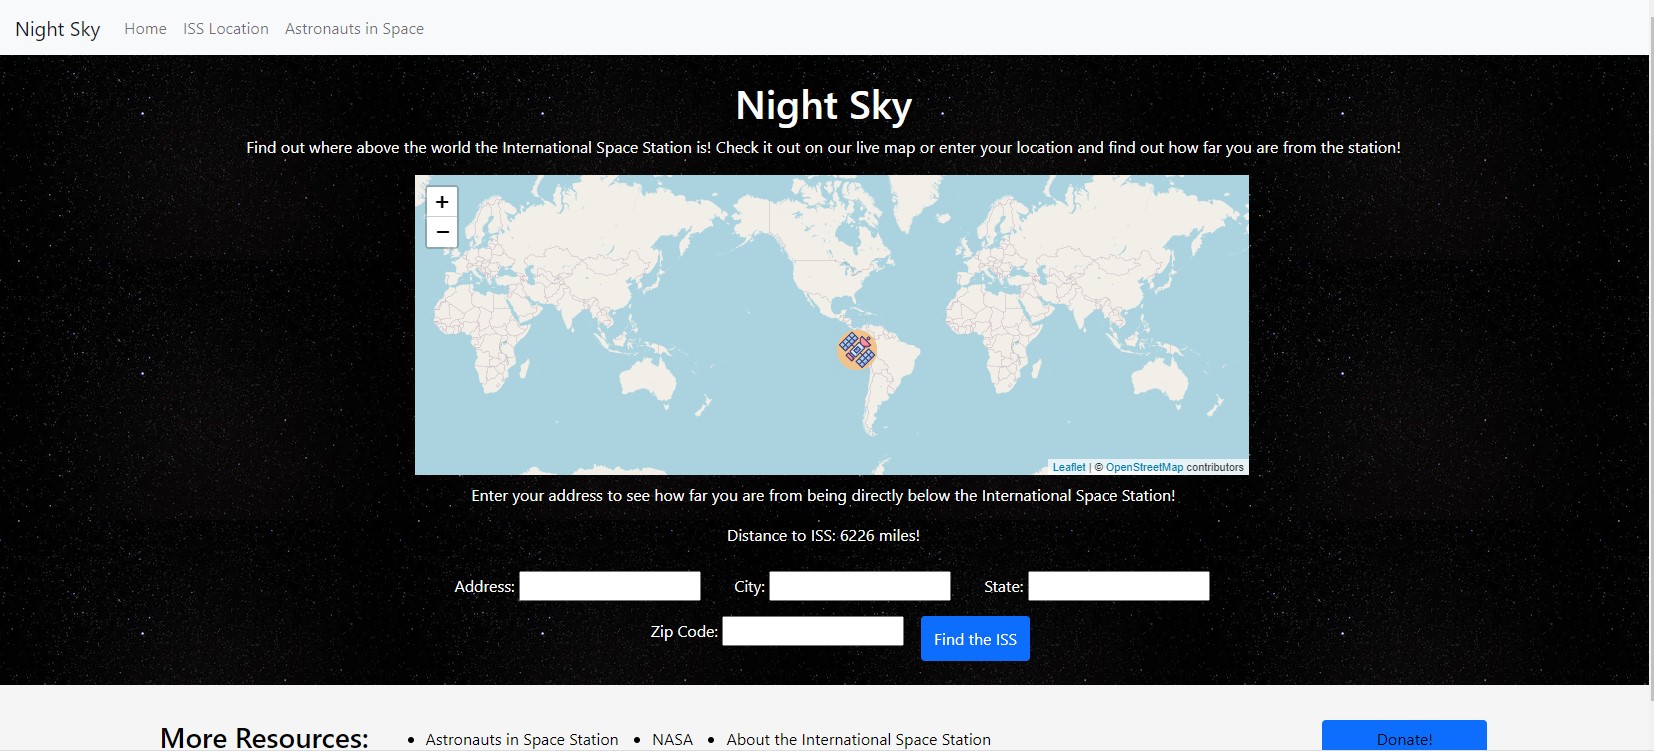 Night Sky Home ISS Location Astronauts in Space
Night Sky
Find out where above the world the International Space Station is! Check it out on our live map or enter your location and find out how far you are from the station!
+
−
Leaflet | © OpenStreetMap contributors
Enter your address to see how far you are from being directly below the International Space Station!
Distance to ISS: 6226 miles!
Address: City: State:
Zip Code: Find the ISS
More Resources: • Astronauts in Space Station • NASA • About the International Space Station Donate!